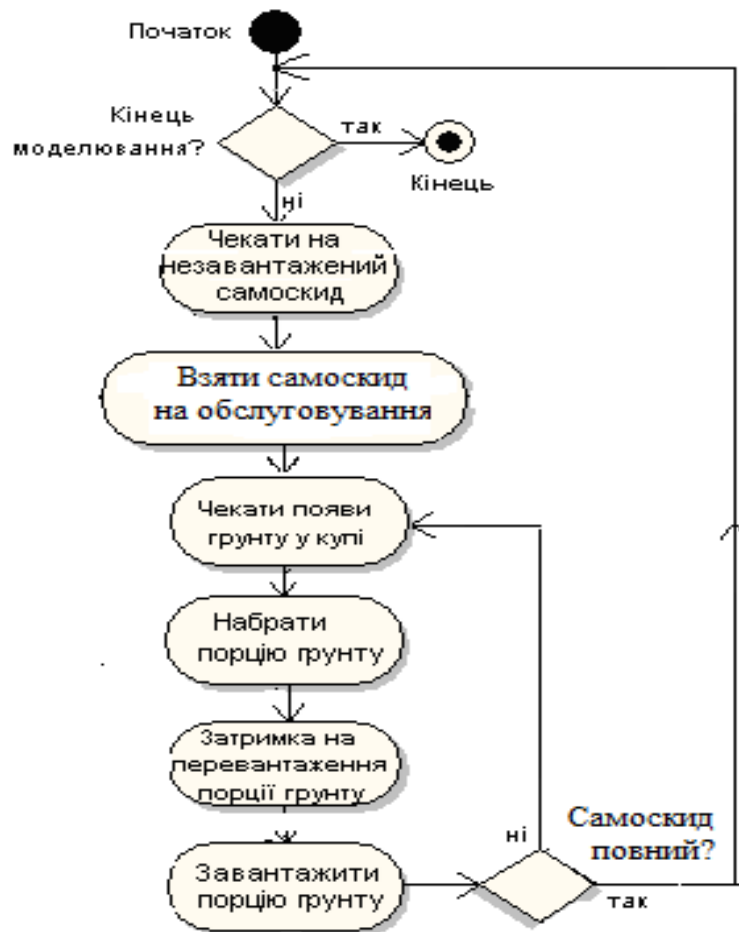 Початок
Кінець
моделювання?
так
Кінець
ні
Чекати на
незавантажений
самоскид
Взяти самоскид
на обслуговування
Чекати появи
грунту у купі
Набрати
порцію грунту
Затримка на
перевантаження
порції грунту
Завантажити
порцію грунту
ні
Самоскид
повний?
так